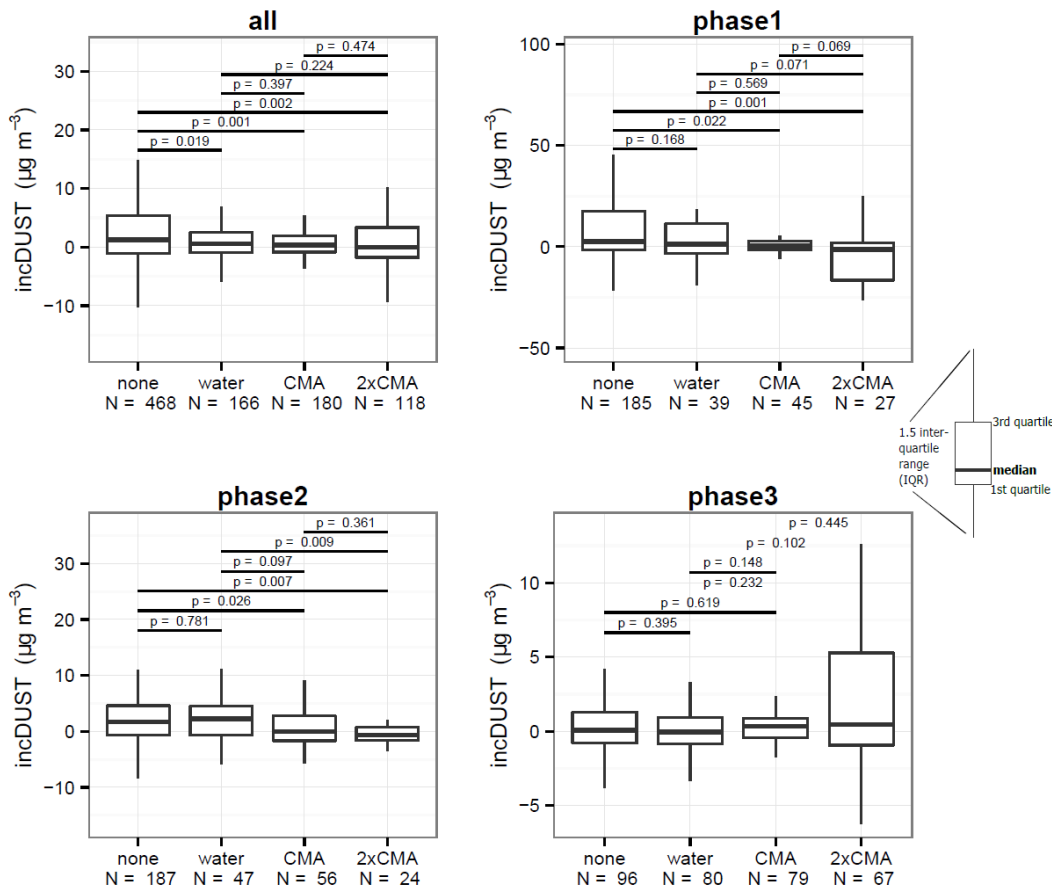 all
incDUST (µg m⁻³)
30
20
10
0
−10
p = 0.474
p = 0.224
p = 0.397
p = 0.002
p = 0.001
p = 0.019
none water CMA 2xCMA
N = 468 N = 166 N = 180 N = 118
phase1
incDUST (µg m⁻³)
100
50
0
−50
p = 0.069
p = 0.071
p = 0.569
p = 0.001
p = 0.022
p = 0.168
none water CMA 2xCMA
N = 185 N = 39 N = 45 N = 27
1.5 inter-
quartile
range
(IQR)
3rd quartile
median
1st quartile
phase2
incDUST (µg m⁻³)
30
20
10
0
−10
p = 0.361
p = 0.009
p = 0.097
p = 0.007
p = 0.026
p = 0.781
none water CMA 2xCMA
N = 187 N = 47 N = 56 N = 24
phase3
incDUST (µg m⁻³)
10
5
0
−5
p = 0.445
p = 0.102
p = 0.148
p = 0.232
p = 0.619
p = 0.395
none water CMA 2xCMA
N = 96 N = 80 N = 79 N = 67